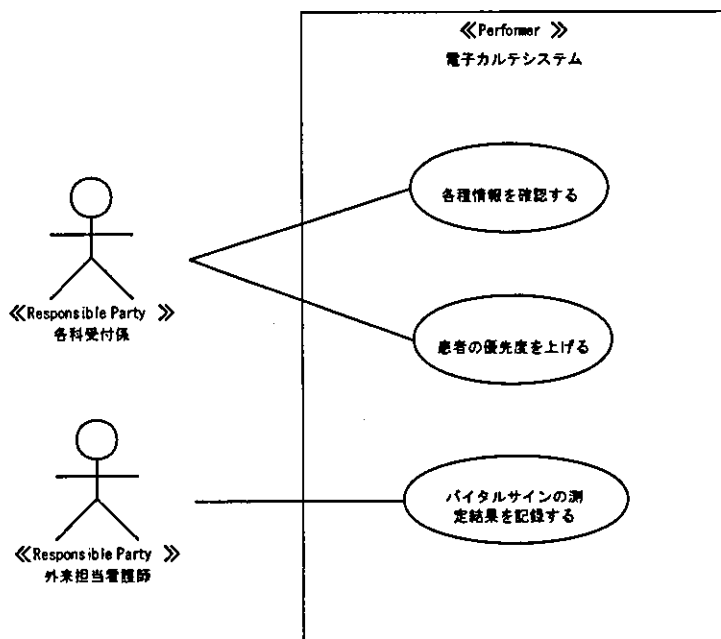 ≪Performer ≫
電子カルテシステム
各種情報を確認する
≪Responsible Party ≫
各科受付係
患者の優先度を上げる
バイタルサインの測
定結果を記録する
≪Responsible Party ≫
外来担当看護師